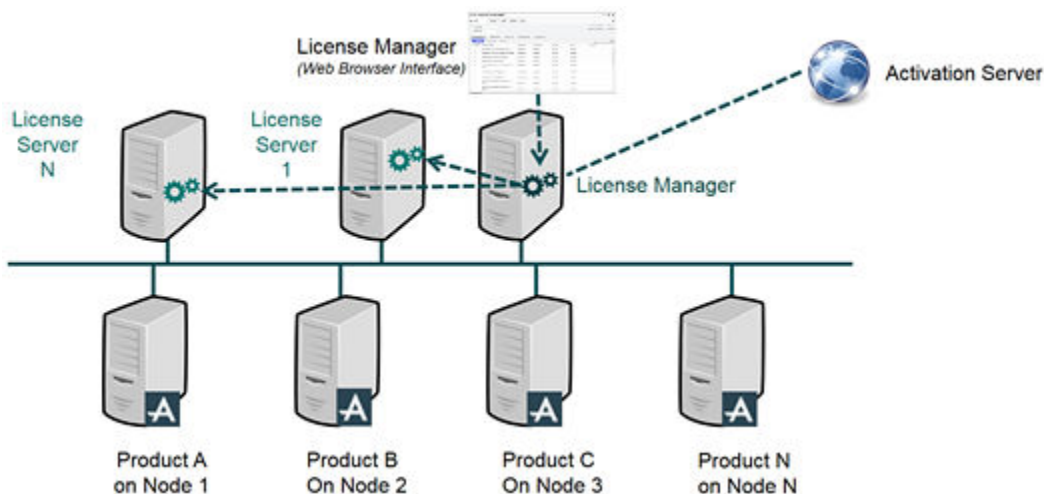 License Manager
(Web Browser Interface)
Activation Server
License
Server
N
License
Server
1
License Manager
Product A
on Node 1
Product B
On Node 2
Product C
On Node 3
Product N
on Node N